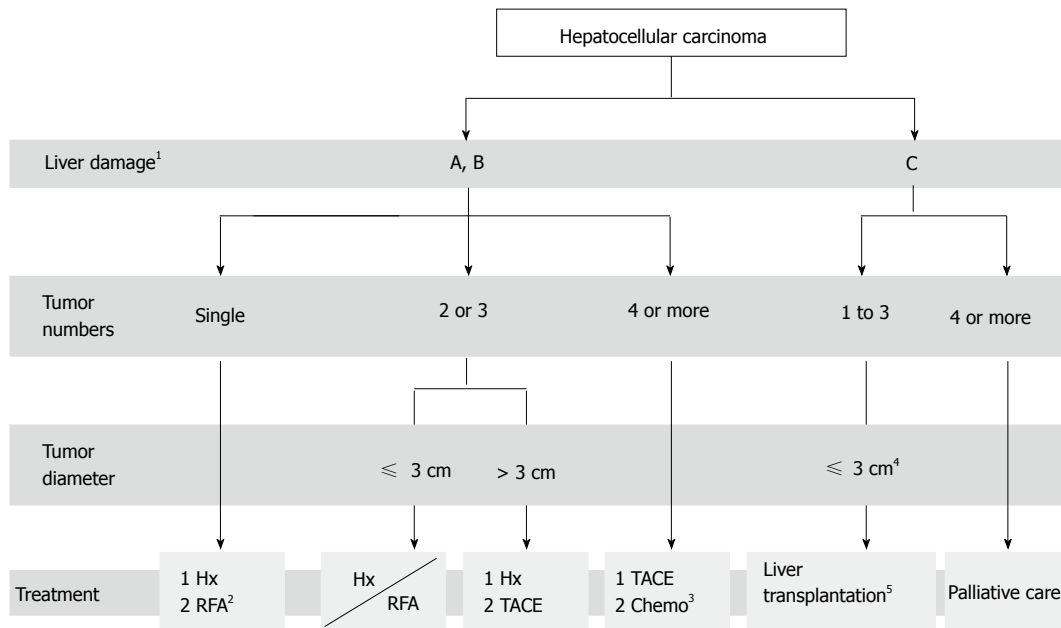 Hepatocellular carcinoma
Liver damage¹
A, B
C
Tumor
numbers
Single
2 or 3
4 or more
1 to 3
4 or more
Tumor
diameter
≤ 3 cm
> 3 cm
≤ 3 cm⁴
Treatment
1 Hx
2 RFA²
Hx
RFA
1 Hx
2 TACE
1 TACE
2 Chemo³
Liver
transplantation⁵
Palliative care